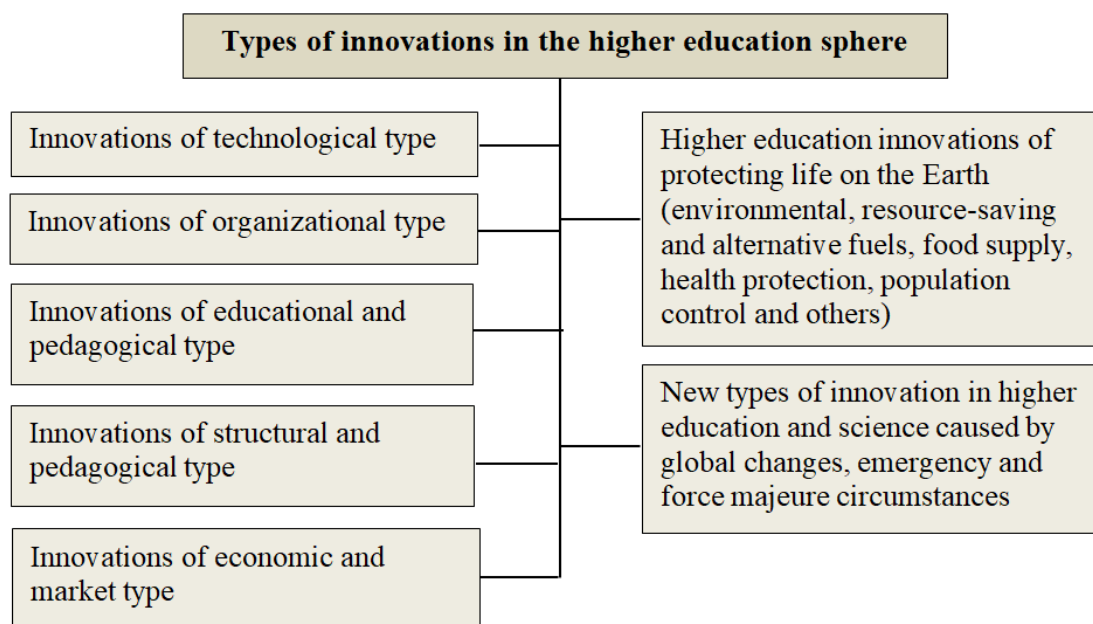 Types of innovations in the higher education sphere
Innovations of technological type
Innovations of organizational type
Innovations of educational and
pedagogical type
Innovations of structural and
pedagogical type
Innovations of economic and
market type
Higher education innovations of
protecting life on the Earth
(environmental, resource-saving
and alternative fuels, food supply,
health protection, population
control and others)
New types of innovation in higher
education and science caused by
global changes, emergency and
force majeure circumstances